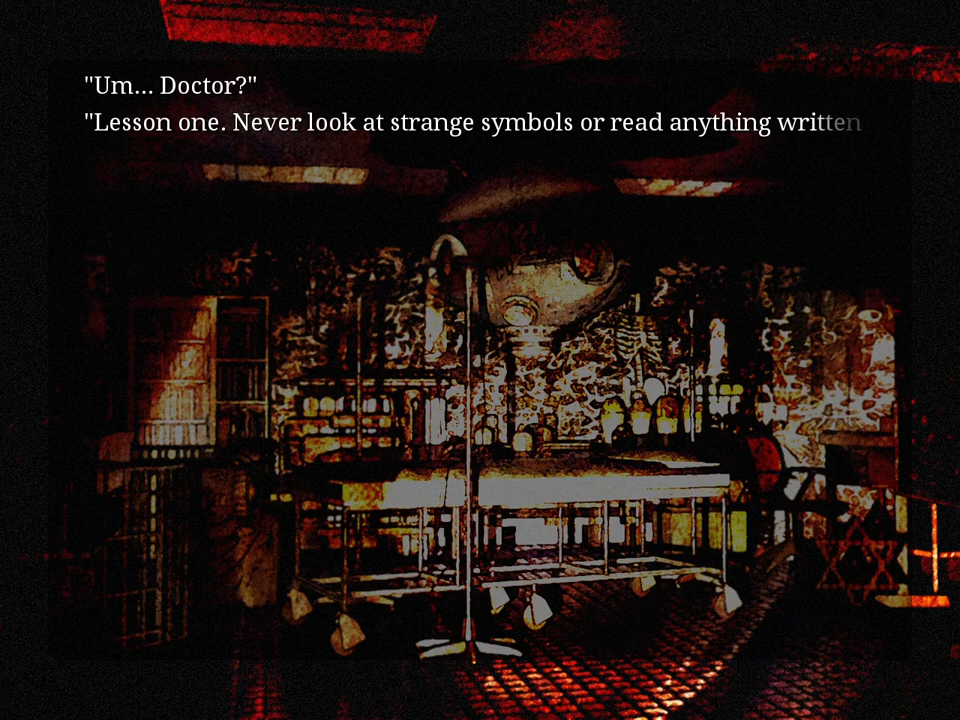 "Um... Doctor?"
"Lesson one. Never look at strange symbols or read anything written